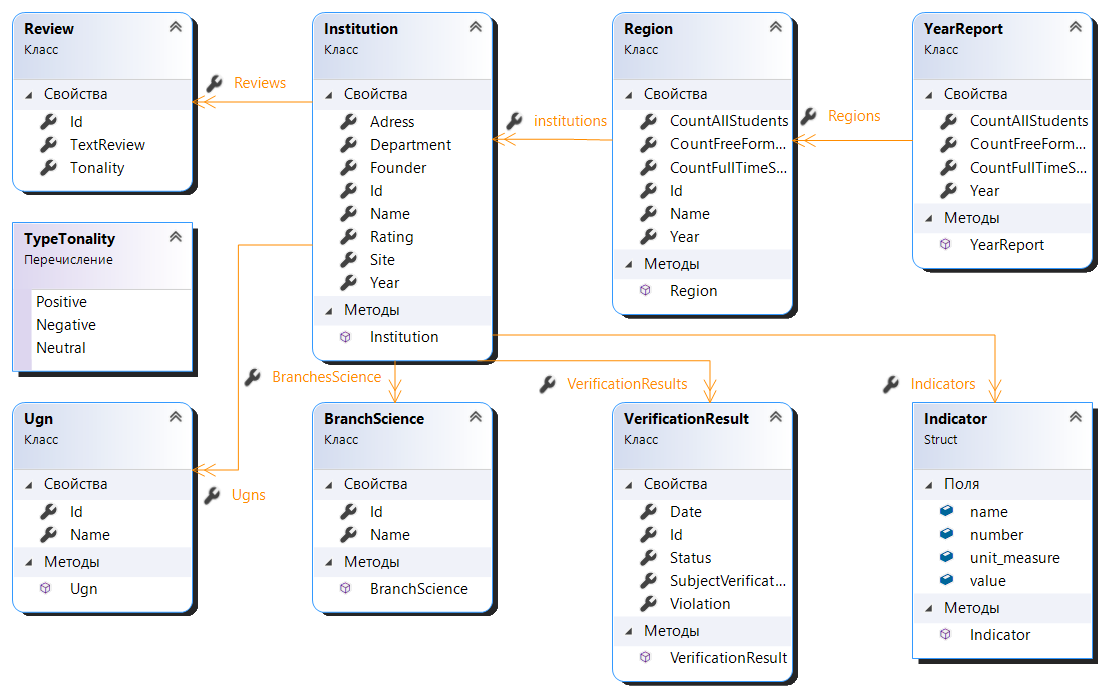 Review
Класс
Свойства
Id
TextReview
Tonality
Reviews
Institution
Класс
Свойства
Adress
Department
Founder
Id
Name
Rating
Site
Year
Методы
Institution
institutions
Region
Класс
Свойства
CountAllStudents
CountFreeForm...
CountFullTimeS...
Id
Name
Year
Методы
Region
Regions
YearReport
Класс
Свойства
CountAllStudents
CountFreeForm...
CountFullTimeS...
Year
Методы
YearReport
TypeTonality
Перечисление
Positive
Negative
Neutral
BranchesScience
VerificationResults
Indicators
Ugn
Класс
Свойства
Id
Name
Методы
Ugn
Ugns
BranchScience
Класс
Свойства
Id
Name
Методы
BranchScience
VerificationResult
Класс
Свойства
Date
Id
Status
SubjectVerificat...
Violation
Методы
VerificationResult
Indicator
Struct
Поля
name
number
unit_measure
value
Методы
Indicator